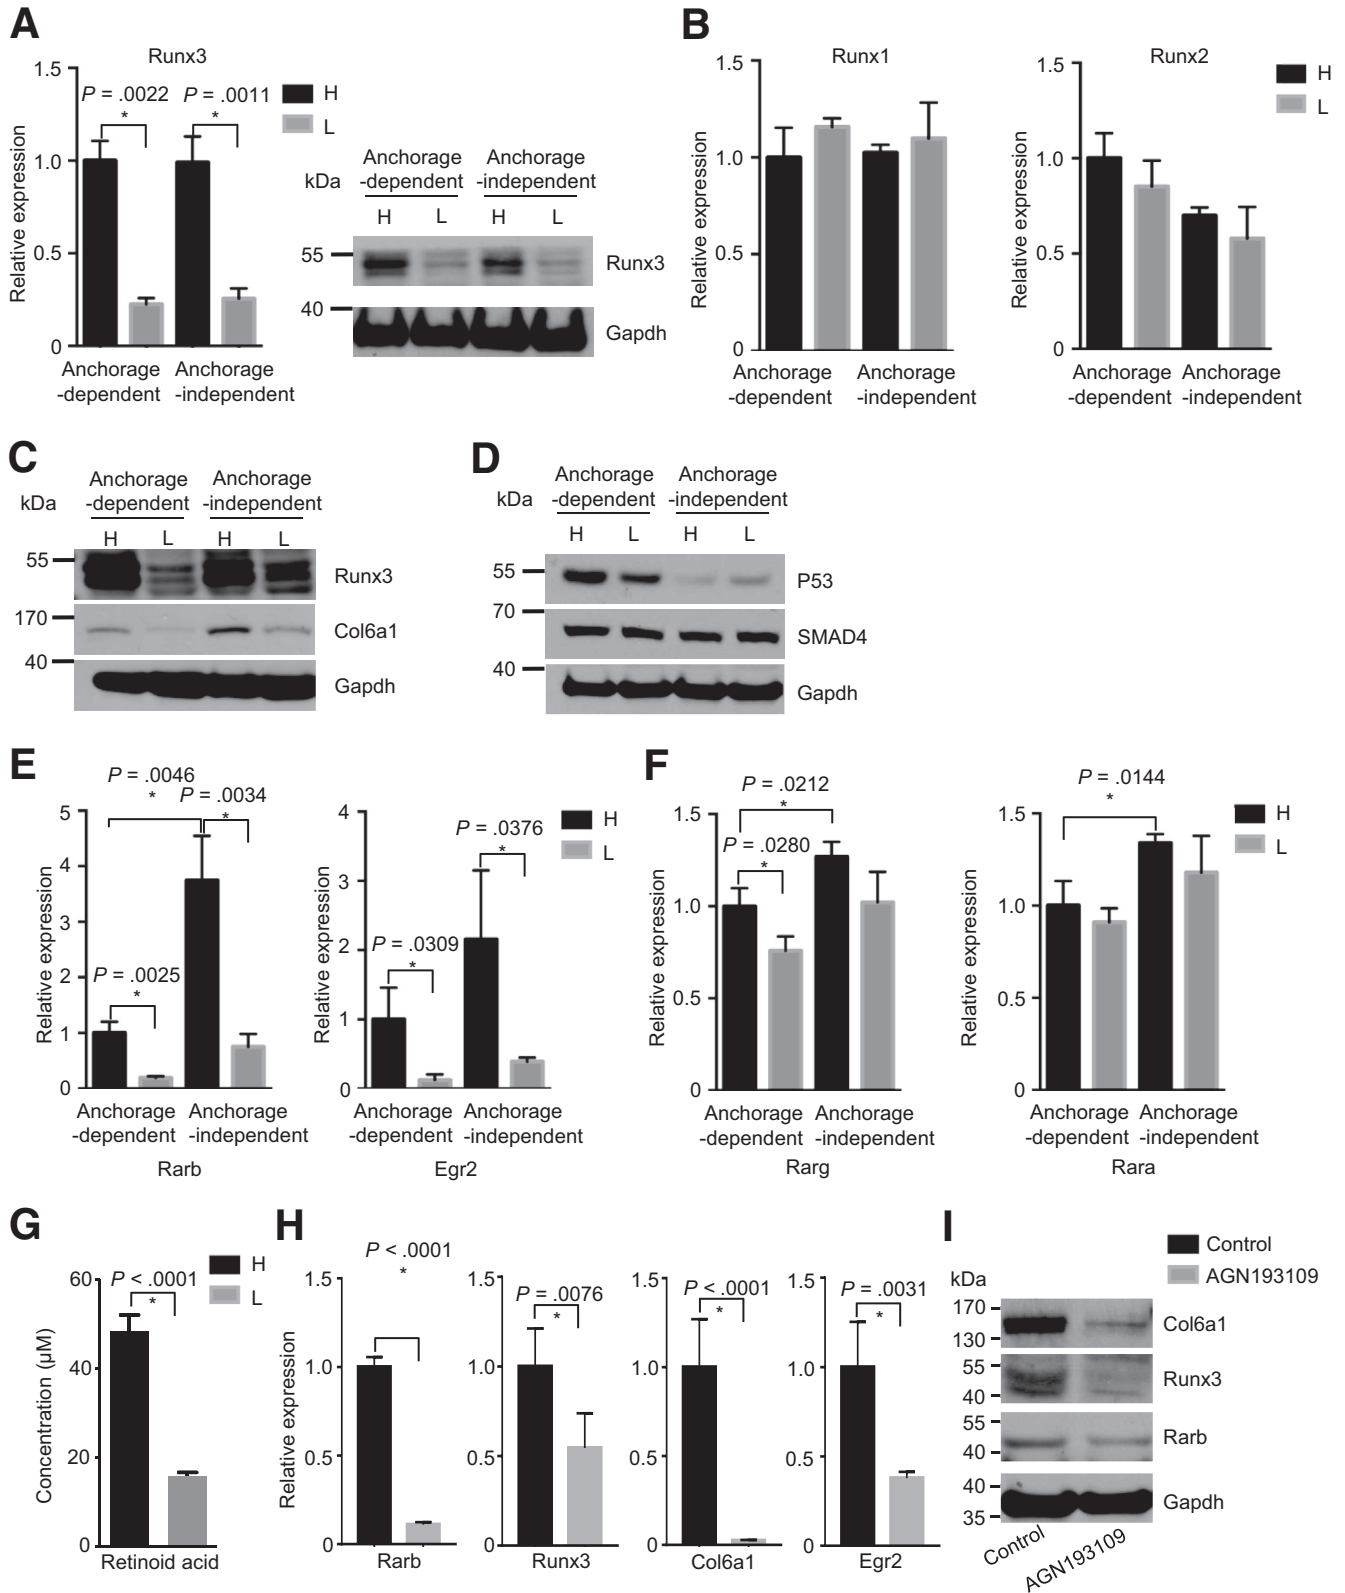 A
Runx3
1.5
1.0
0.5
0
Relative expression
P = .0022
*
P = .0011
*
H
L
Anchorage
-dependent
Anchorage
-independent
kDa
Anchorage
-dependent
Anchorage
-independent
H L H L
55
Runx3
40
Gapdh
B
Runx1
1.5
1.0
0.5
0
Relative expression
Anchorage
-dependent
Anchorage
-independent
Runx2
1.5
1.0
0.5
0
Relative expression
H
L
Anchorage
-dependent
Anchorage
-independent
C
kDa
Anchorage
-dependent
Anchorage
-independent
H L H L
55
Runx3
170
Col6a1
40
Gapdh
D
kDa
Anchorage
-dependent
Anchorage
-independent
H L H L
55
P53
70
SMAD4
40
Gapdh
E
P = .0046
*
P = .0034
*
P = .0025
*
5
4
3
2
1
0
Relative expression
Anchorage
-dependent
Anchorage
-independent
Rarb
4
3
2
1
0
Relative expression
P = .0376
*
P = .0309
*
H
L
Anchorage
-dependent
Anchorage
-independent
Egr2
F
P = .0212
*
P = .0280
*
1.5
1.0
0.5
0
Relative expression
Anchorage
-dependent
Anchorage
-independent
Rarg
P = .0144
*
1.5
1.0
0.5
0
Relative expression
H
L
Anchorage
-dependent
Anchorage
-independent
Rara
G
60
40
20
0
Concentration (µM)
P < .0001
*
H
L
Retinoid acid
H
P < .0001
*
1.5
1.0
0.5
0
Relative expression
Rarb
P = .0076
*
1.5
1.0
0.5
0
Runx3
P < .0001
*
1.5
1.0
0.5
0
Col6a1
P = .0031
*
1.5
1.0
0.5
0
Egr2
I
Control
AGN193109
kDa
170
130
Col6a1
55
40
Runx3
55
40
Rarb
40
35
Gapdh
Control
AGN193109